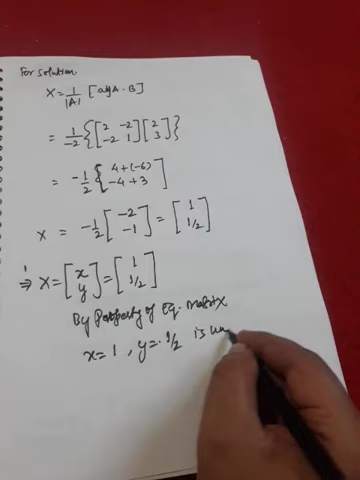 For solution.
X = 1/|A| [adj A · B]
= 1/-2 {[2 -2 -2 1] [2 3]}
= -1/2 {4+(-6) -4+3]
X = -1/2 [-2 -1] = [1 1/2]
⇒ X = [x y] = [1 1/2]
By Property of Eq. Matrix
x = 1 , y = 1/2 is